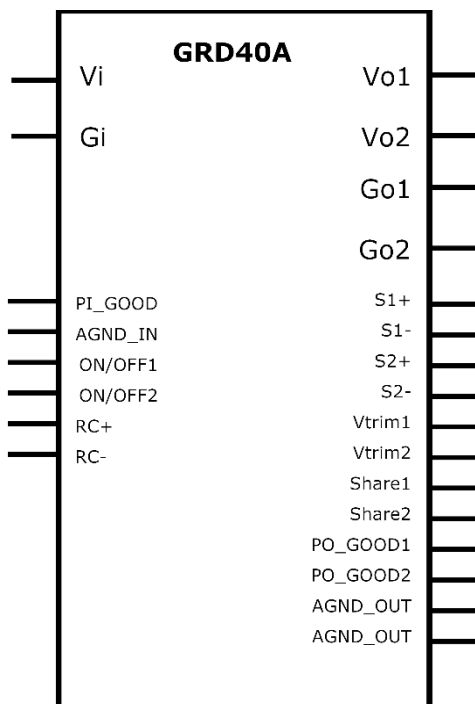 GRD40A
Vi Vo1
Gi Vo2
Go1
Go2
PI_GOOD S1+
AGND_IN S1-
ON/OFF1 S2+
ON/OFF2 S2-
RC+ Vtrim1
RC- Vtrim2
Share1
Share2
PO_GOOD1
PO_GOOD2
AGND_OUT
AGND_OUT